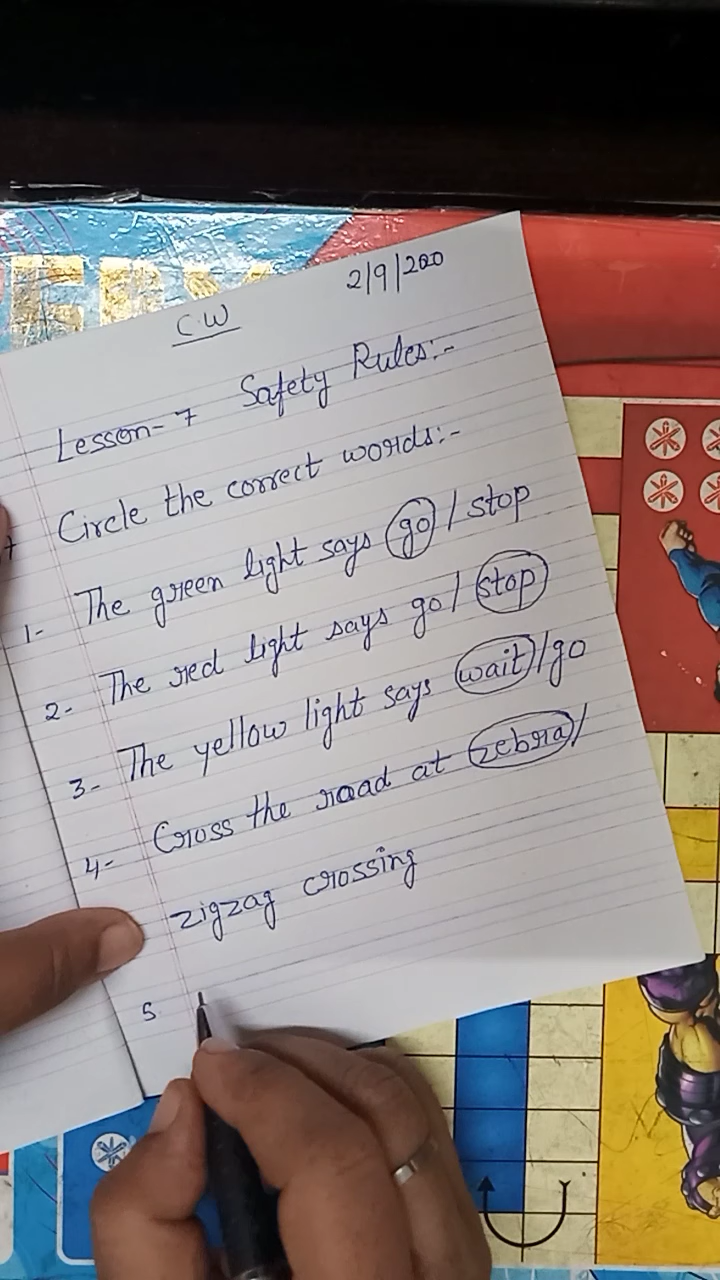 C.W
2/9/2020
Lesson- 7 Safety Rules:-
Circle the correct words:-
1- The green light says go / stop
2- The red light says go / stop
3- The yellow light says wait / go
4- Cross the road at zebra /
zigzag crossing
5